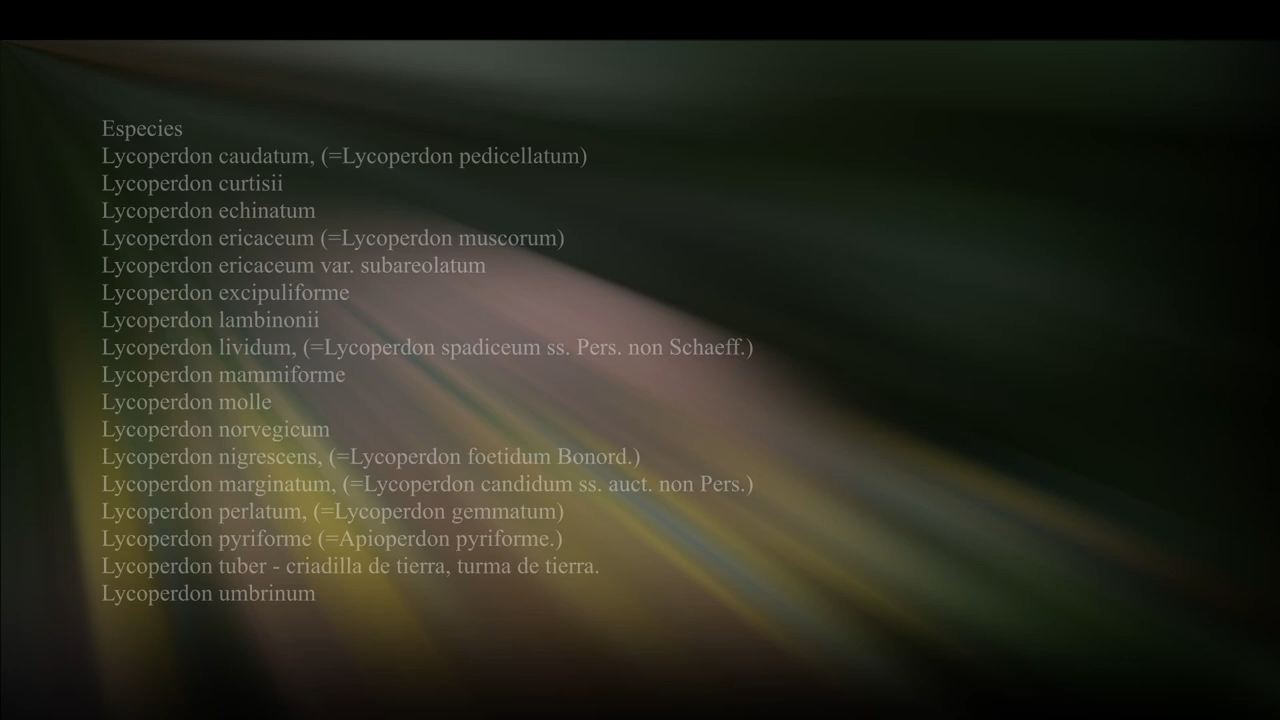 Especies
Lycoperdon caudatum, (=Lycoperdon pedicellatum)
Lycoperdon curtisii
Lycoperdon echinatum
Lycoperdon ericaceum (=Lycoperdon muscorum)
Lycoperdon ericaceum var. subareolatum
Lycoperdon excipuliforme
Lycoperdon lambinonii
Lycoperdon lividum, (=Lycoperdon spadiceum ss. Pers. non Schaeff.)
Lycoperdon mammiforme
Lycoperdon molle
Lycoperdon norvegicum
Lycoperdon nigrescens, (=Lycoperdon foetidum Bonord.)
Lycoperdon marginatum, (=Lycoperdon candidum ss. auct. non Pers.)
Lycoperdon perlatum, (=Lycoperdon gemmatum)
Lycoperdon pyriforme (=Apioperdon pyriforme.)
Lycoperdon tuber - criadilla de tierra, turma de tierra.
Lycoperdon umbrinum